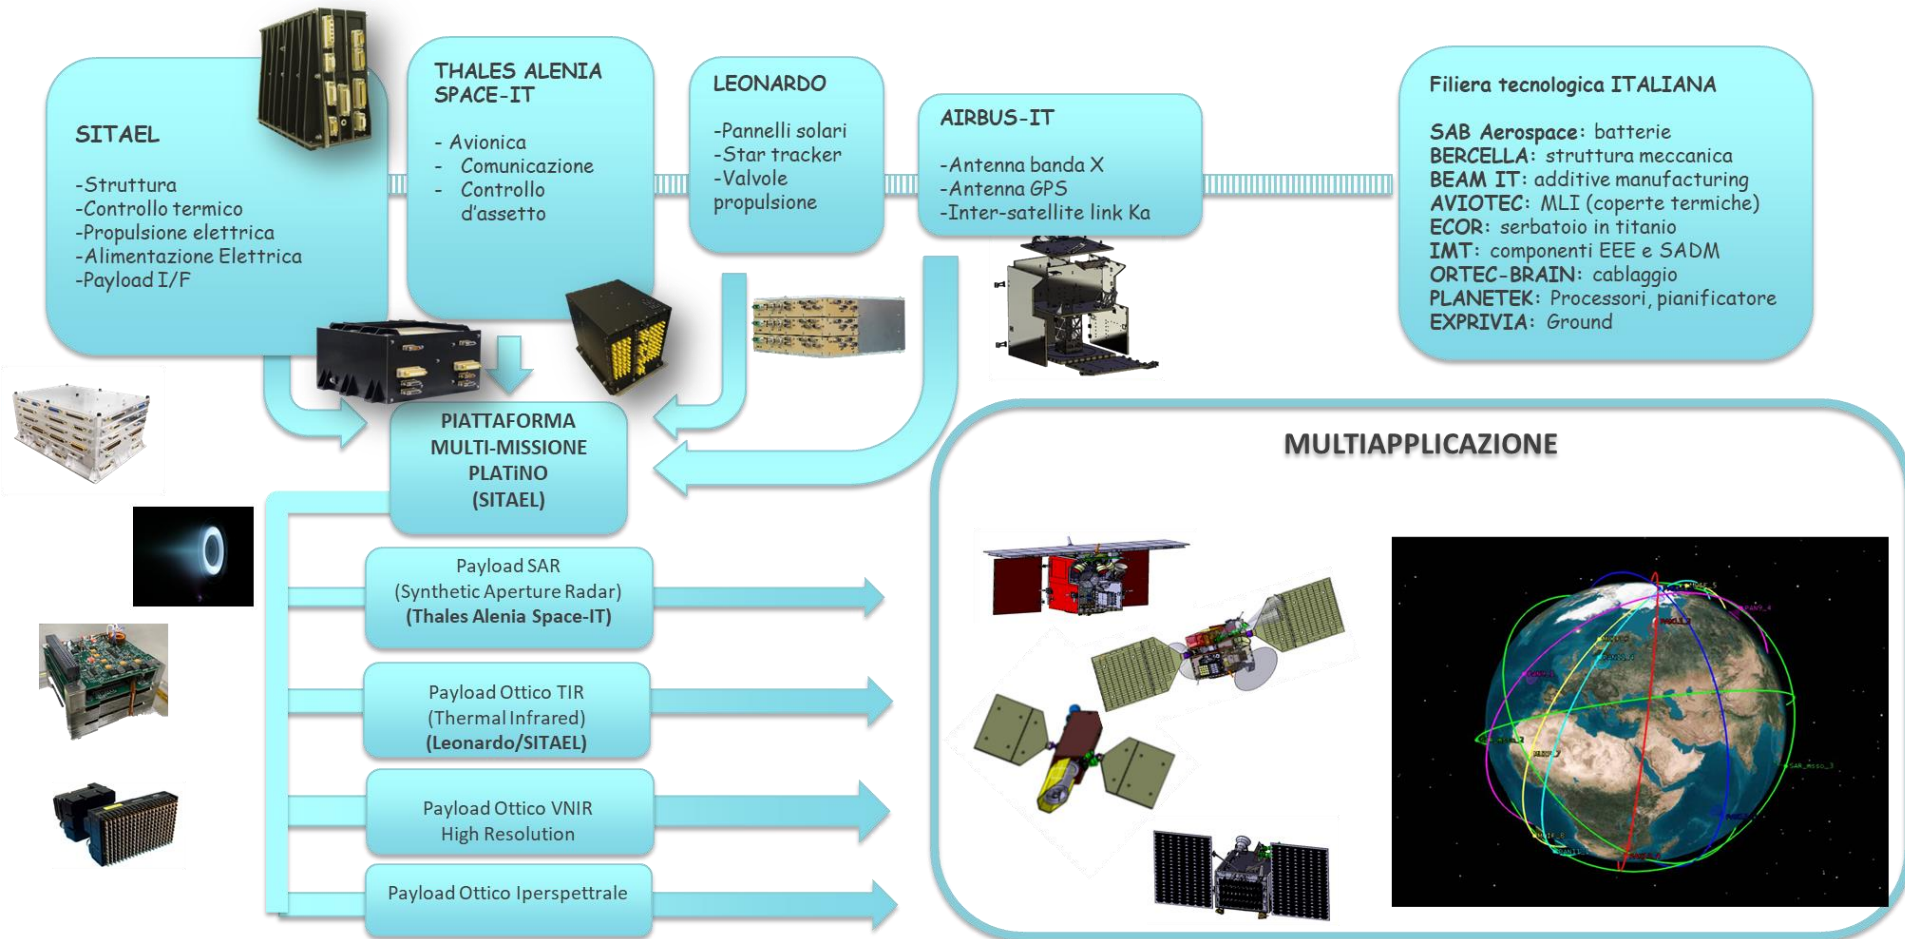 SITAEL
-Struttura
-Controllo termico
-Propulsione elettrica
-Alimentazione Elettrica
-Payload I/F
THALES ALENIA
SPACE-IT
- Avionica
- Comunicazione
- Controllo
d'assetto
LEONARDO
-Pannelli solari
-Star tracker
-Valvole
propulsione
AIRBUS-IT
-Antenna banda X
-Antenna GPS
-Inter-satellite link Ka
Filiera tecnologica ITALIANA
SAB Aerospace: batterie
BERCELLA: struttura meccanica
BEAM IT: additive manufacturing
AVIOTEC: MLI (coperte termiche)
ECOR: serbatoio in titanio
IMT: componenti EEE e SADM
ORTEC-BRAIN: cablaggio
PLANETEK: Processori, pianificatore
EXPRIVIA: Ground
PIATTAFORMA
MULTI-MISSIONE
PLATiNO
(SITAEL)
Payload SAR
(Synthetic Aperture Radar)
(Thales Alenia Space-IT)
Payload Ottico TIR
(Thermal Infrared)
(Leonardo/SITAEL)
Payload Ottico VNIR
High Resolution
Payload Ottico Iperspettrale
MULTIAPPLICAZIONE